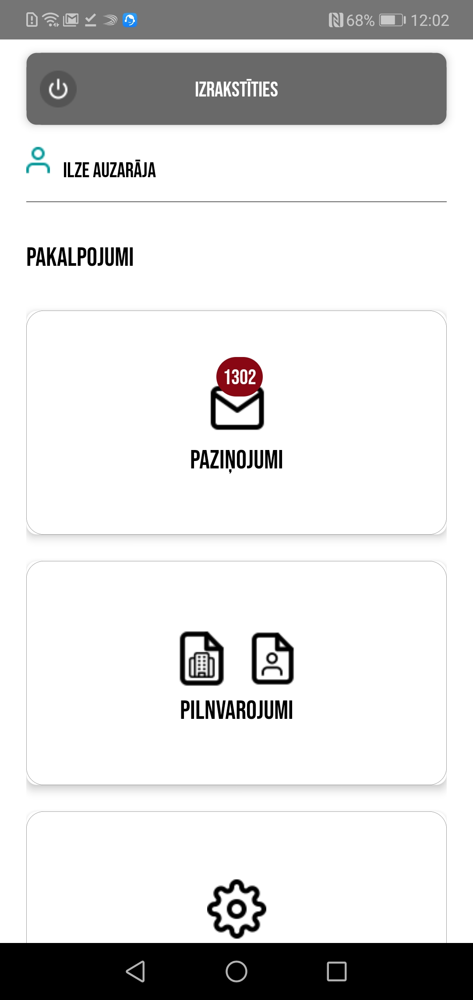 68% 12:02
IZRAKSTĪTIES
ILZE AUZARĀJA
PAKALPOJUMI
1302
PAZIŅOJUMI
PILNVAROJUMI